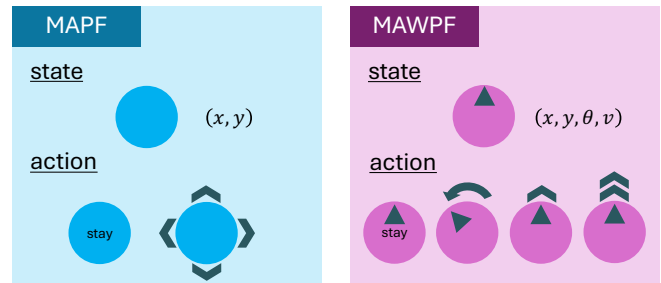 MAPF
state
(x, y)
action
stay
MAWPF
state
(x, y, θ, v)
action
stay